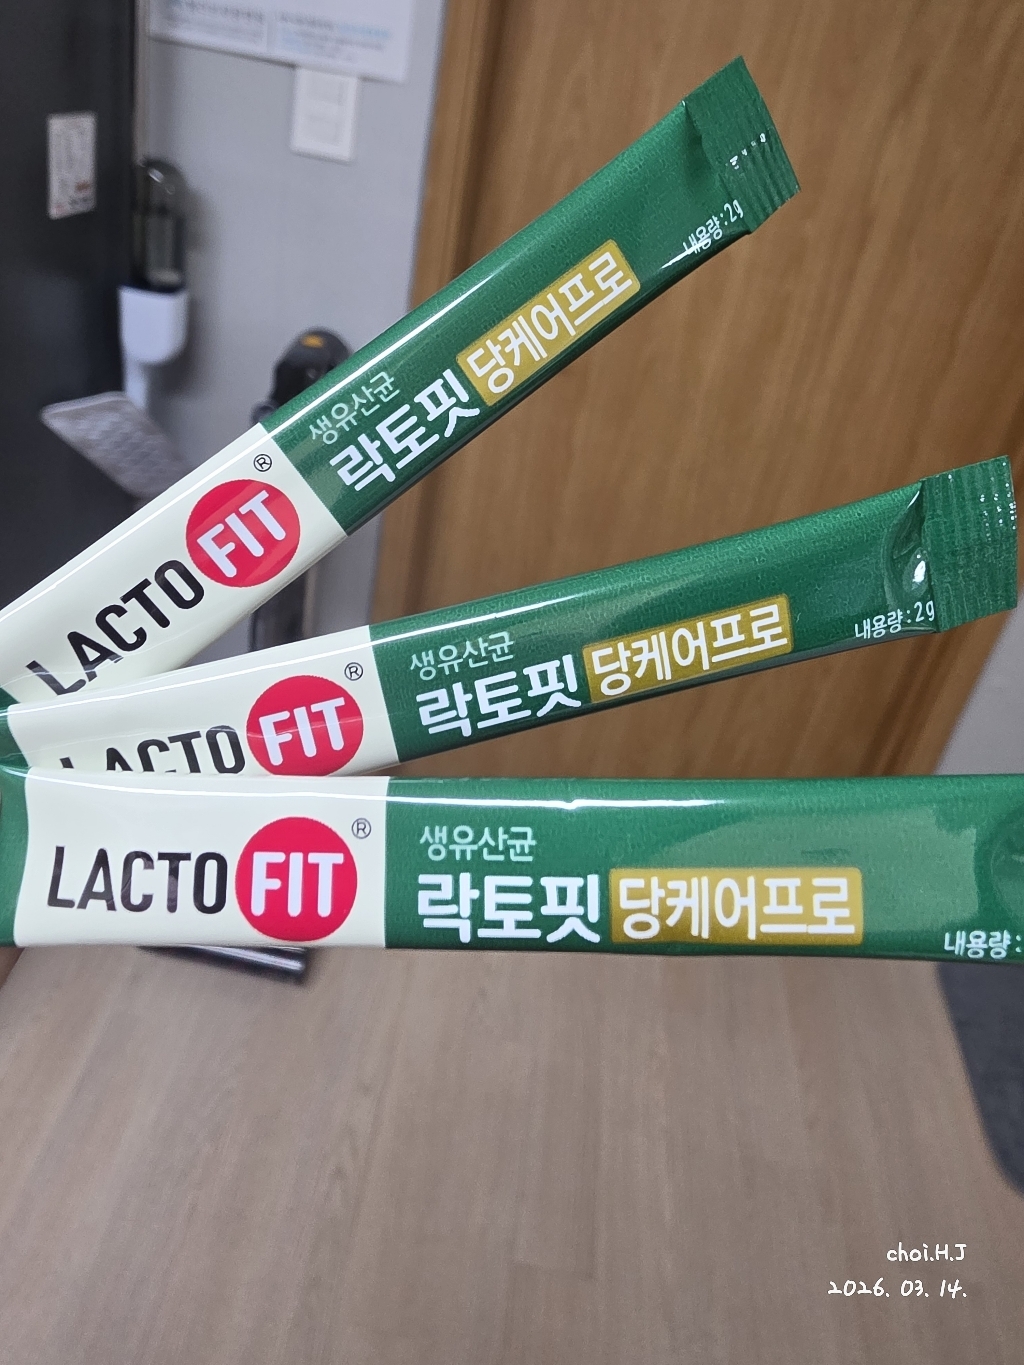 내용량:2g
생유산균
락토핏 당케어프로
LACTO FIT®
내용량:2g
생유산균
락토핏 당케어프로
LACTO FIT®
생유산균
락토핏 당케어프로
LACTO FIT®
내용량:
choi.H.J
2026. 03. 14.